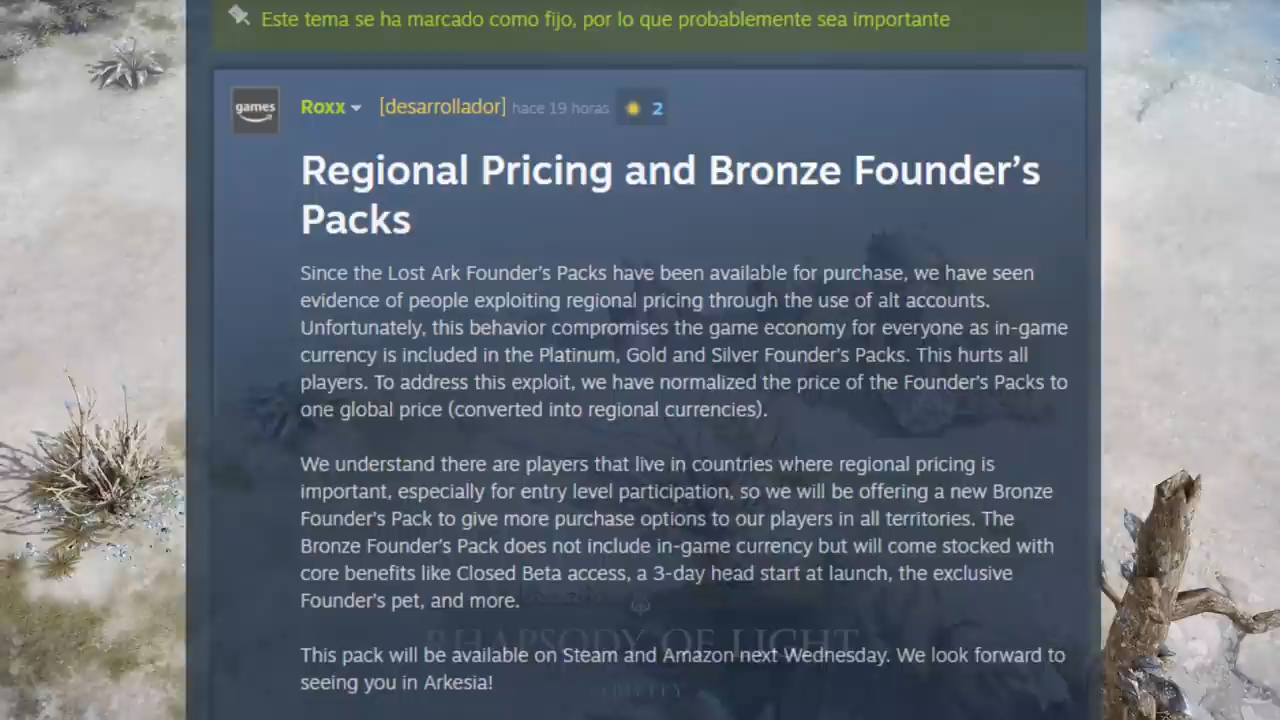 Este tema se ha marcado como fijo, por lo que probablemente sea importante
games
Roxx [desarrollador] hace 19 horas 2
Regional Pricing and Bronze Founder’s
Packs
Since the Lost Ark Founder's Packs have been available for purchase, we have seen
evidence of people exploiting regional pricing through the use of alt accounts.
Unfortunately, this behavior compromises the game economy for everyone as in-game
currency is included in the Platinum, Gold and Silver Founder's Packs. This hurts all
players. To address this exploit, we have normalized the price of the Founder's Packs to
one global price (converted into regional currencies).
We understand there are players that live in countries where regional pricing is
important, especially for entry level participation, so we will be offering a new Bronze
Founder's Pack to give more purchase options to our players in all territories. The
Bronze Founder's Pack does not include in-game currency but will come stocked with
core benefits like Closed Beta access, a 3-day head start at launch, the exclusive
Founder's pet, and more.
RHAPSODY OF LIGHT
This pack will be available on Steam and Amazon next Wednesday. We look forward to
seeing you in Arkesia!